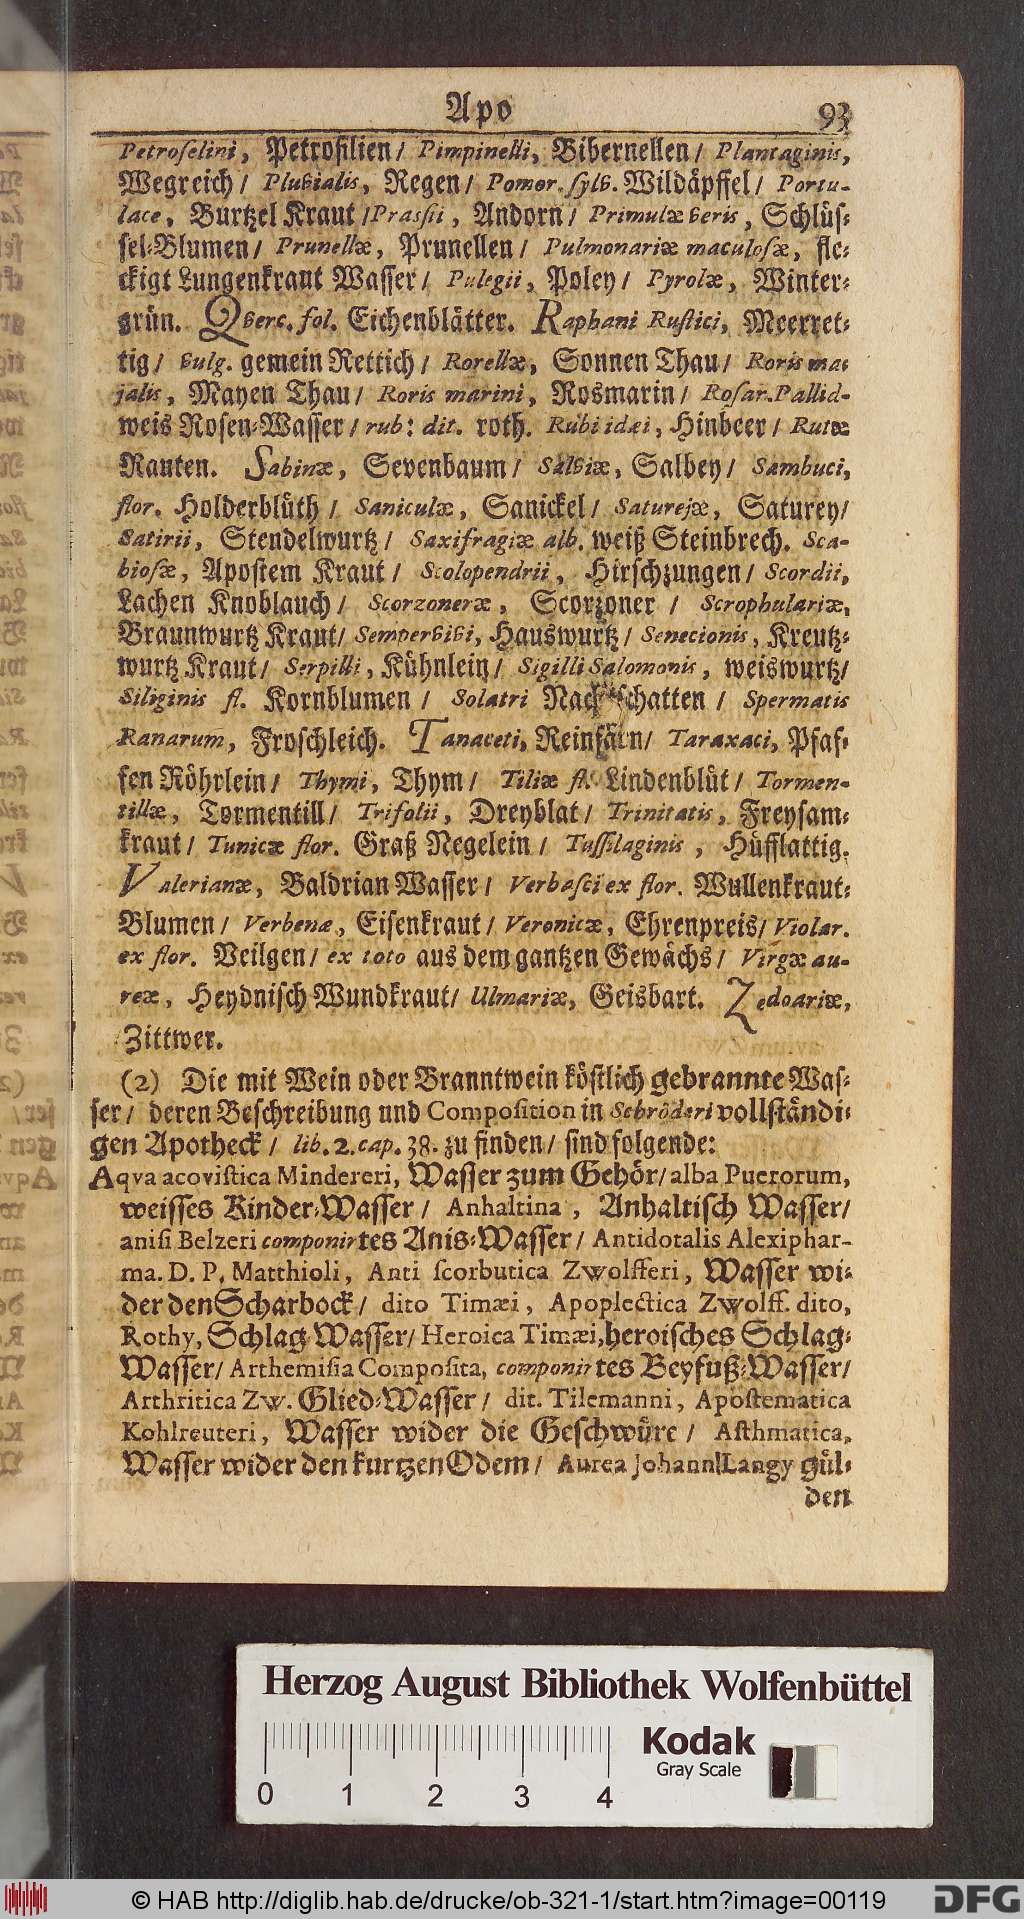 Apo 93
Petroſelini, Petroſilien/ Pimpinelli, Bibernellen/ Plantaginis,
Wegreich/ Pluvialis, Regen/ Pomor. ſylv. Wildäpffel/ Portu-
lace, Burtzel Kraut/Praſſii, Andorn/ Primulæ veris, Schlüſ-
ſel-Blumen/ Prunellæ, Prunellen/ Pulmonariæ maculoſæ, fle-
ckigt Lungenkraut Waſſer/ Pulegii, Poley/ Pyrolæ, Winter-
grün. Qverc. fol. Eichenblätter. Raphani Ruſtici, Meerret-
tig/ vulg. gemein Rettich/ Rorellæ, Sonnen Thau/ Roris ma-
jalis, Mayen Thau/ Roris marini, Rosmarin/ Roſar. Pallid.
weis Roſen-Waſſer/ rub: dit. roth. Rubi idæi, Hinbeer/ Rutæ
Rauten. Sabinæ, Sevenbaum/ Salviæ, Salbey/ Sambuci,
flor. Holderblüth/ Saniculæ, Sanickel/ Saturejæ, Saturey/
Satirii, Stendelwurtz/ Saxifragiæ alb. weiß Steinbrech. Sca-
bioſæ, Apoſtem Kraut/ Scolopendrii, Hirſchzungen/ Scordii,
Lachen Knoblauch/ Scorzoneræ, Scorzoner / Scrophulariæ,
Braunwurtz Kraut/ Sempervivi, Hauswurtz/ Senecionis, Kreutz-
wurtz Kraut/ Serpilli, Kühnlein/ Sigilli Salomonis, weiswurtz/
Siliginis fl. Kornblumen / Solatri Nachtſchatten / Spermatis
Ranarum, Froſchleich. Tanaceti, Reinfärn/ Taraxaci, Pfaf-
fen Röhrlein/ Thymi, Thym/ Tiliæ fl. Lindenblüt/ Tormen-
tillæ, Tormentill/ Trifolii, Dreyblat/ Trinitatis, Freyſam-
kraut/ Tunicæ flor. Graß Negelein/ Tuſſilaginis, Hüfflattig.
Valerianæ, Baldrian Waſſer/ Verbaſci ex flor. Wullenkraut-
Blumen/ Verbenæ, Eiſenkraut/ Veronicæ, Ehrenpreis/ Violar.
ex flor. Veilgen/ ex toto aus dem gantzen Gewächs/ Virgæ au-
reæ, Heydniſch Wundkraut/ Ulmariæ, Geisbart. Zedoariæ,
Zittwer.
(2) Die mit Wein oder Branntwein köſtlich gebrannte Waſ-
ſer/ deren Beſchreibung und Compoſition in Schröderi vollſtändi-
gen Apotheck/ lib. 2. cap. 38. zu finden/ ſind folgende:
Aqva acoviſtica Mindereri, Waſſer zum Gehör/ alba Puerorum,
weiſſes Kinder-Waſſer/ Anhaltina, Anhaltiſch Waſſer/
aniſi Belzeri componirtes Anis-Waſſer/ Antidotalis Alexiphar-
ma. D. P. Matthioli, Anti ſcorbutica Zwolfferi, Waſſer wi-
der den Scharbock/ dito Timæi, Apoplectica Zwolff. dito,
Rothy, Schlag Waſſer/ Heroica Timæi, heroiſches Schlag-
Waſſer/ Arthemiſia Compoſita, componirtes Beyfuß-Waſſer/
Arthritica Zw. Glied-Waſſer/ dit. Tilemanni, Apoſtematica
Kohlreuteri, Waſſer wider die Geſchwüre/ Aſthmatica,
Waſſer wider den kurtzen Odem/ Aurea Johann Langy gül-
den
Herzog August Bibliothek Wolfenbüttel
Kodak
Gray Scale
0 1 2 3 4
© HAB http://diglib.hab.de/drucke/ob-321-1/start.htm?image=00119
DFG